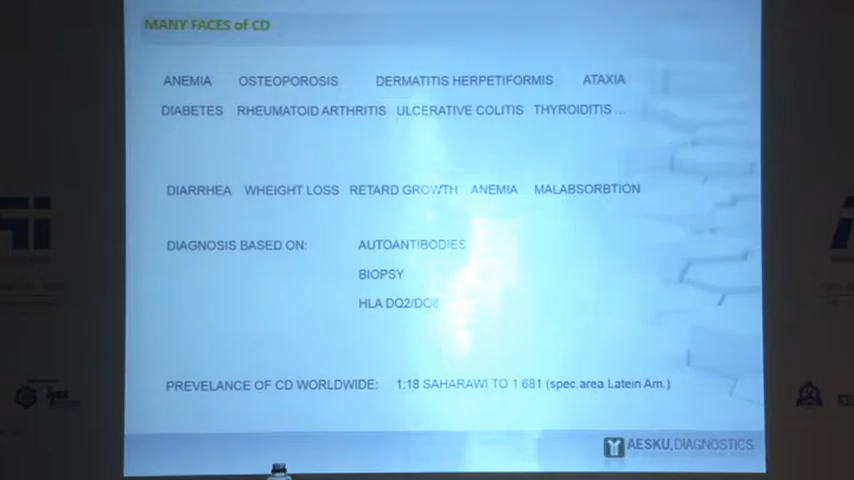 MANY FACES of CD
ANEMIA OSTEOPOROSIS DERMATITIS HERPETIFORMIS ATAXIA
DIABETES RHEUMATOID ARTHRITIS ULCERATIVE COLITIS THYROIDITIS ...
DIARRHEA WHEIGHT LOSS RETARD GROWTH ANEMIA MALABSORBTION
DIAGNOSIS BASED ON: AUTOANTIBODIES
BIOPSY
HLA DQ2/DQ8
PREVELANCE OF CD WORLDWIDE: 1:18 SAHARAWI TO 1:681 (spec.area Latein Am.)
AESKU.DIAGNOSTICS